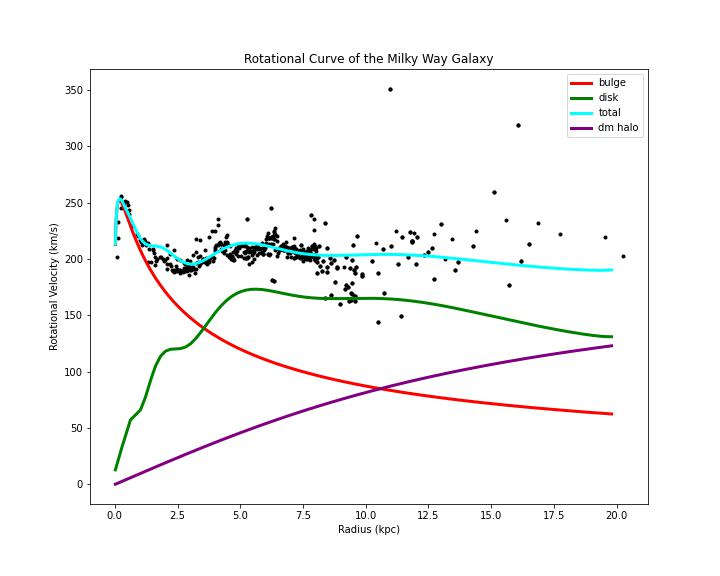 Rotational Curve of the Milky Way Galaxy
bulge
disk
total
dm halo
350
300
250
200
150
100
50
0
Rotational Velocity (km/s)
0.0 2.5 5.0 7.5 10.0 12.5 15.0 17.5 20.0
Radius (kpc)